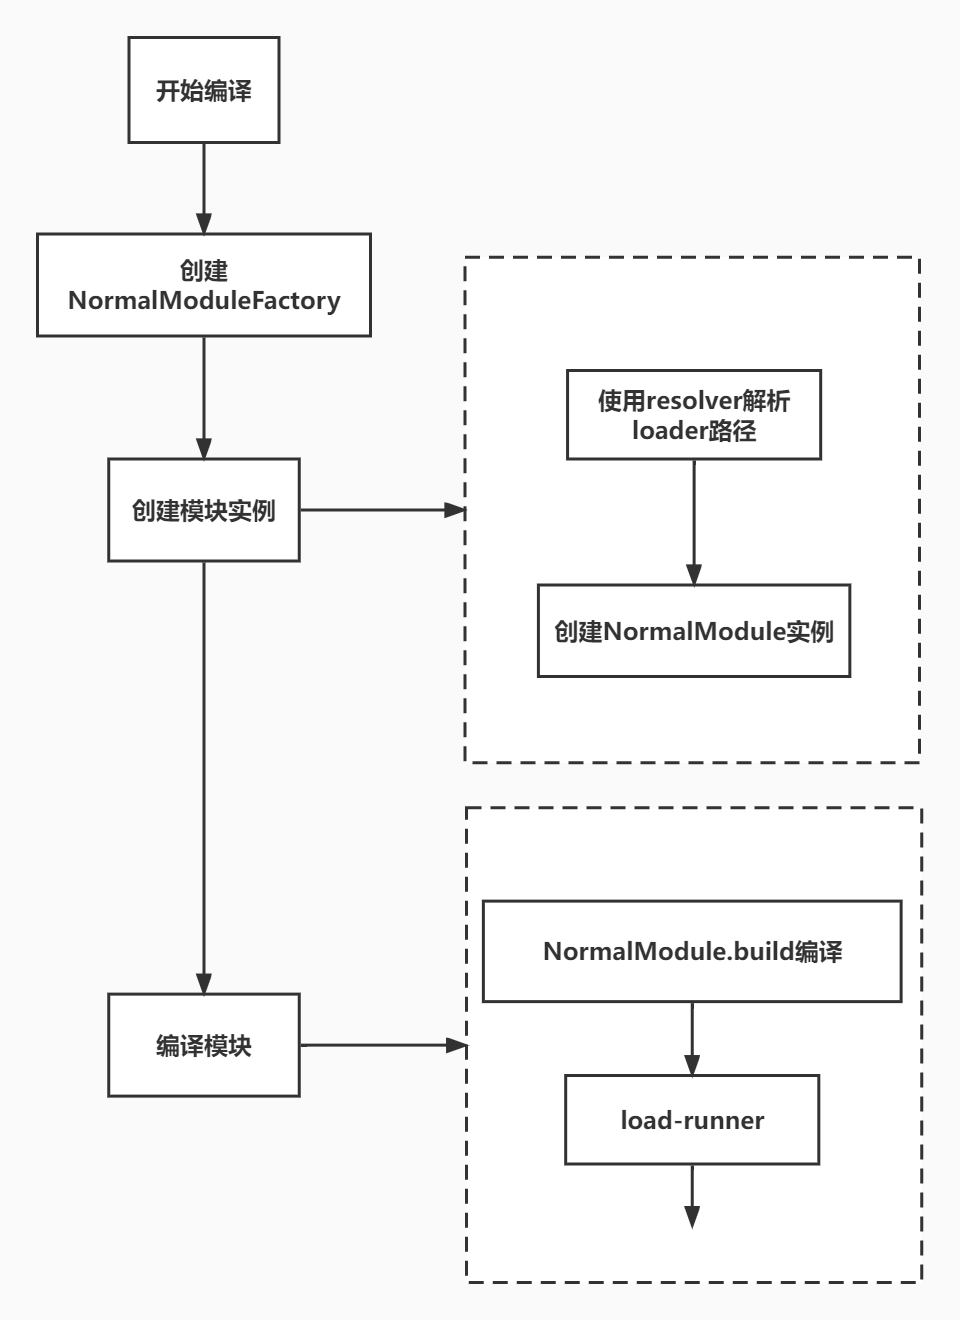 开始编译
创建
NormalModuleFactory
创建模块实例
使用resolver解析
loader路径
创建NormalModule实例
编译模块
NormalModule.build编译
load-runner